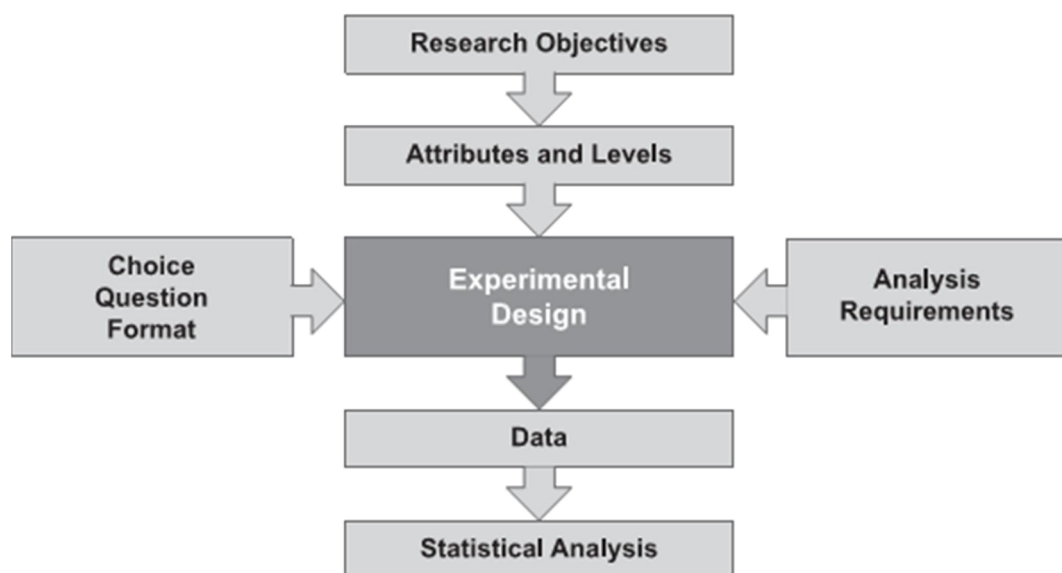 Research Objectives
Attributes and Levels
Choice
Question
Format
Experimental
Design
Analysis
Requirements
Data
Statistical Analysis